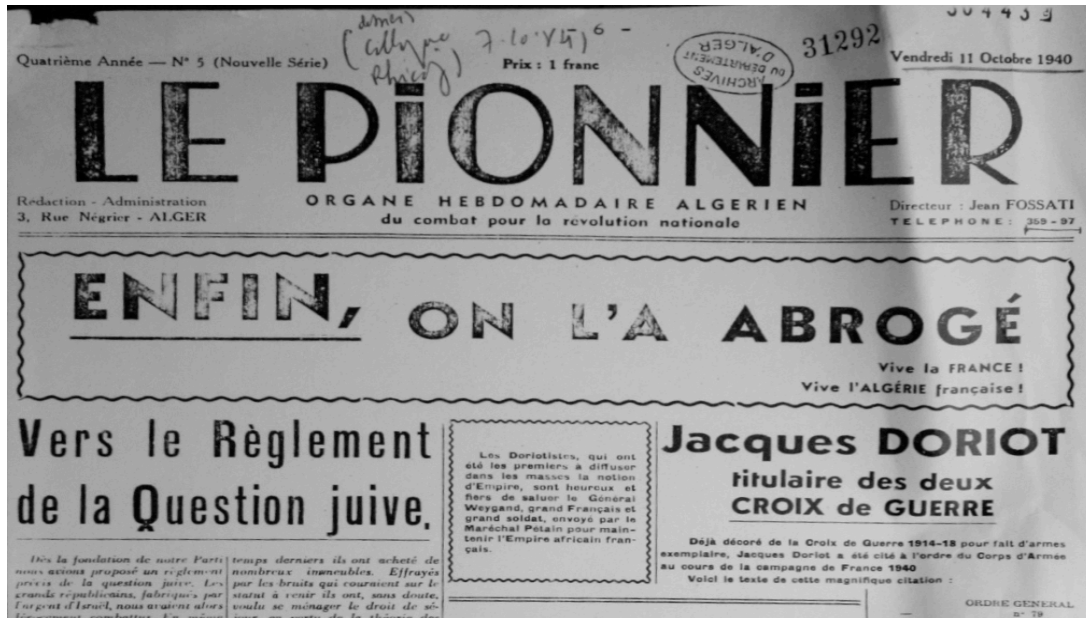 304439
Quatrième Année — N° 5 (Nouvelle Série)
Prix : 1 franc
ARCHIVES
DU DÉPARTEMENT
D'ALGER
31292
Vendredi 11 Octobre 1940
LE PiONNiER
Rédaction - Administration
3, Rue Négrier - ALGER
ORGANE HEBDOMADAIRE ALGERIEN
du combat pour la révolution nationale
Directeur : Jean FOSSATI
TELEPHONE : 359-97
ENFIN, ON L'A ABROGÉ
Vive la FRANCE !
Vive l'ALGÉRIE française !
Vers le Règlement
de la Question juive.
Dès la fondation de notre Parti
nous avions proposé un règlement
précis de la question juive. Les
grands républicains, fabriqués par
l'argent d'Israël, nous avaient alors
temps derniers ils ont acheté de
nombreux immeubles. Effrayés
par les bruits qui couraient sur le
statut à venir ils ont, sans doute,
voulu se ménager le droit de sé-
Les Doriotistes, qui ont
été les premiers à diffuser
dans les masses la notion
d'Empire, sont heureux et
fiers de saluer le Général
Weygand, grand Français et
grand soldat, envoyé par le
Maréchal Pétain pour main-
tenir l'Empire africain fran-
çais.
Jacques DORIOT
titulaire des deux
CROIX de GUERRE
Déjà décoré de la Croix de Guerre 1914-18 pour fait d'armes
exemplaire, Jacques Doriot a été cité à l'ordre du Corps d'Armée
au cours de la campagne de France 1940
Voici le texte de cette magnifique citation :
ORDRE GENERAL
n° 79